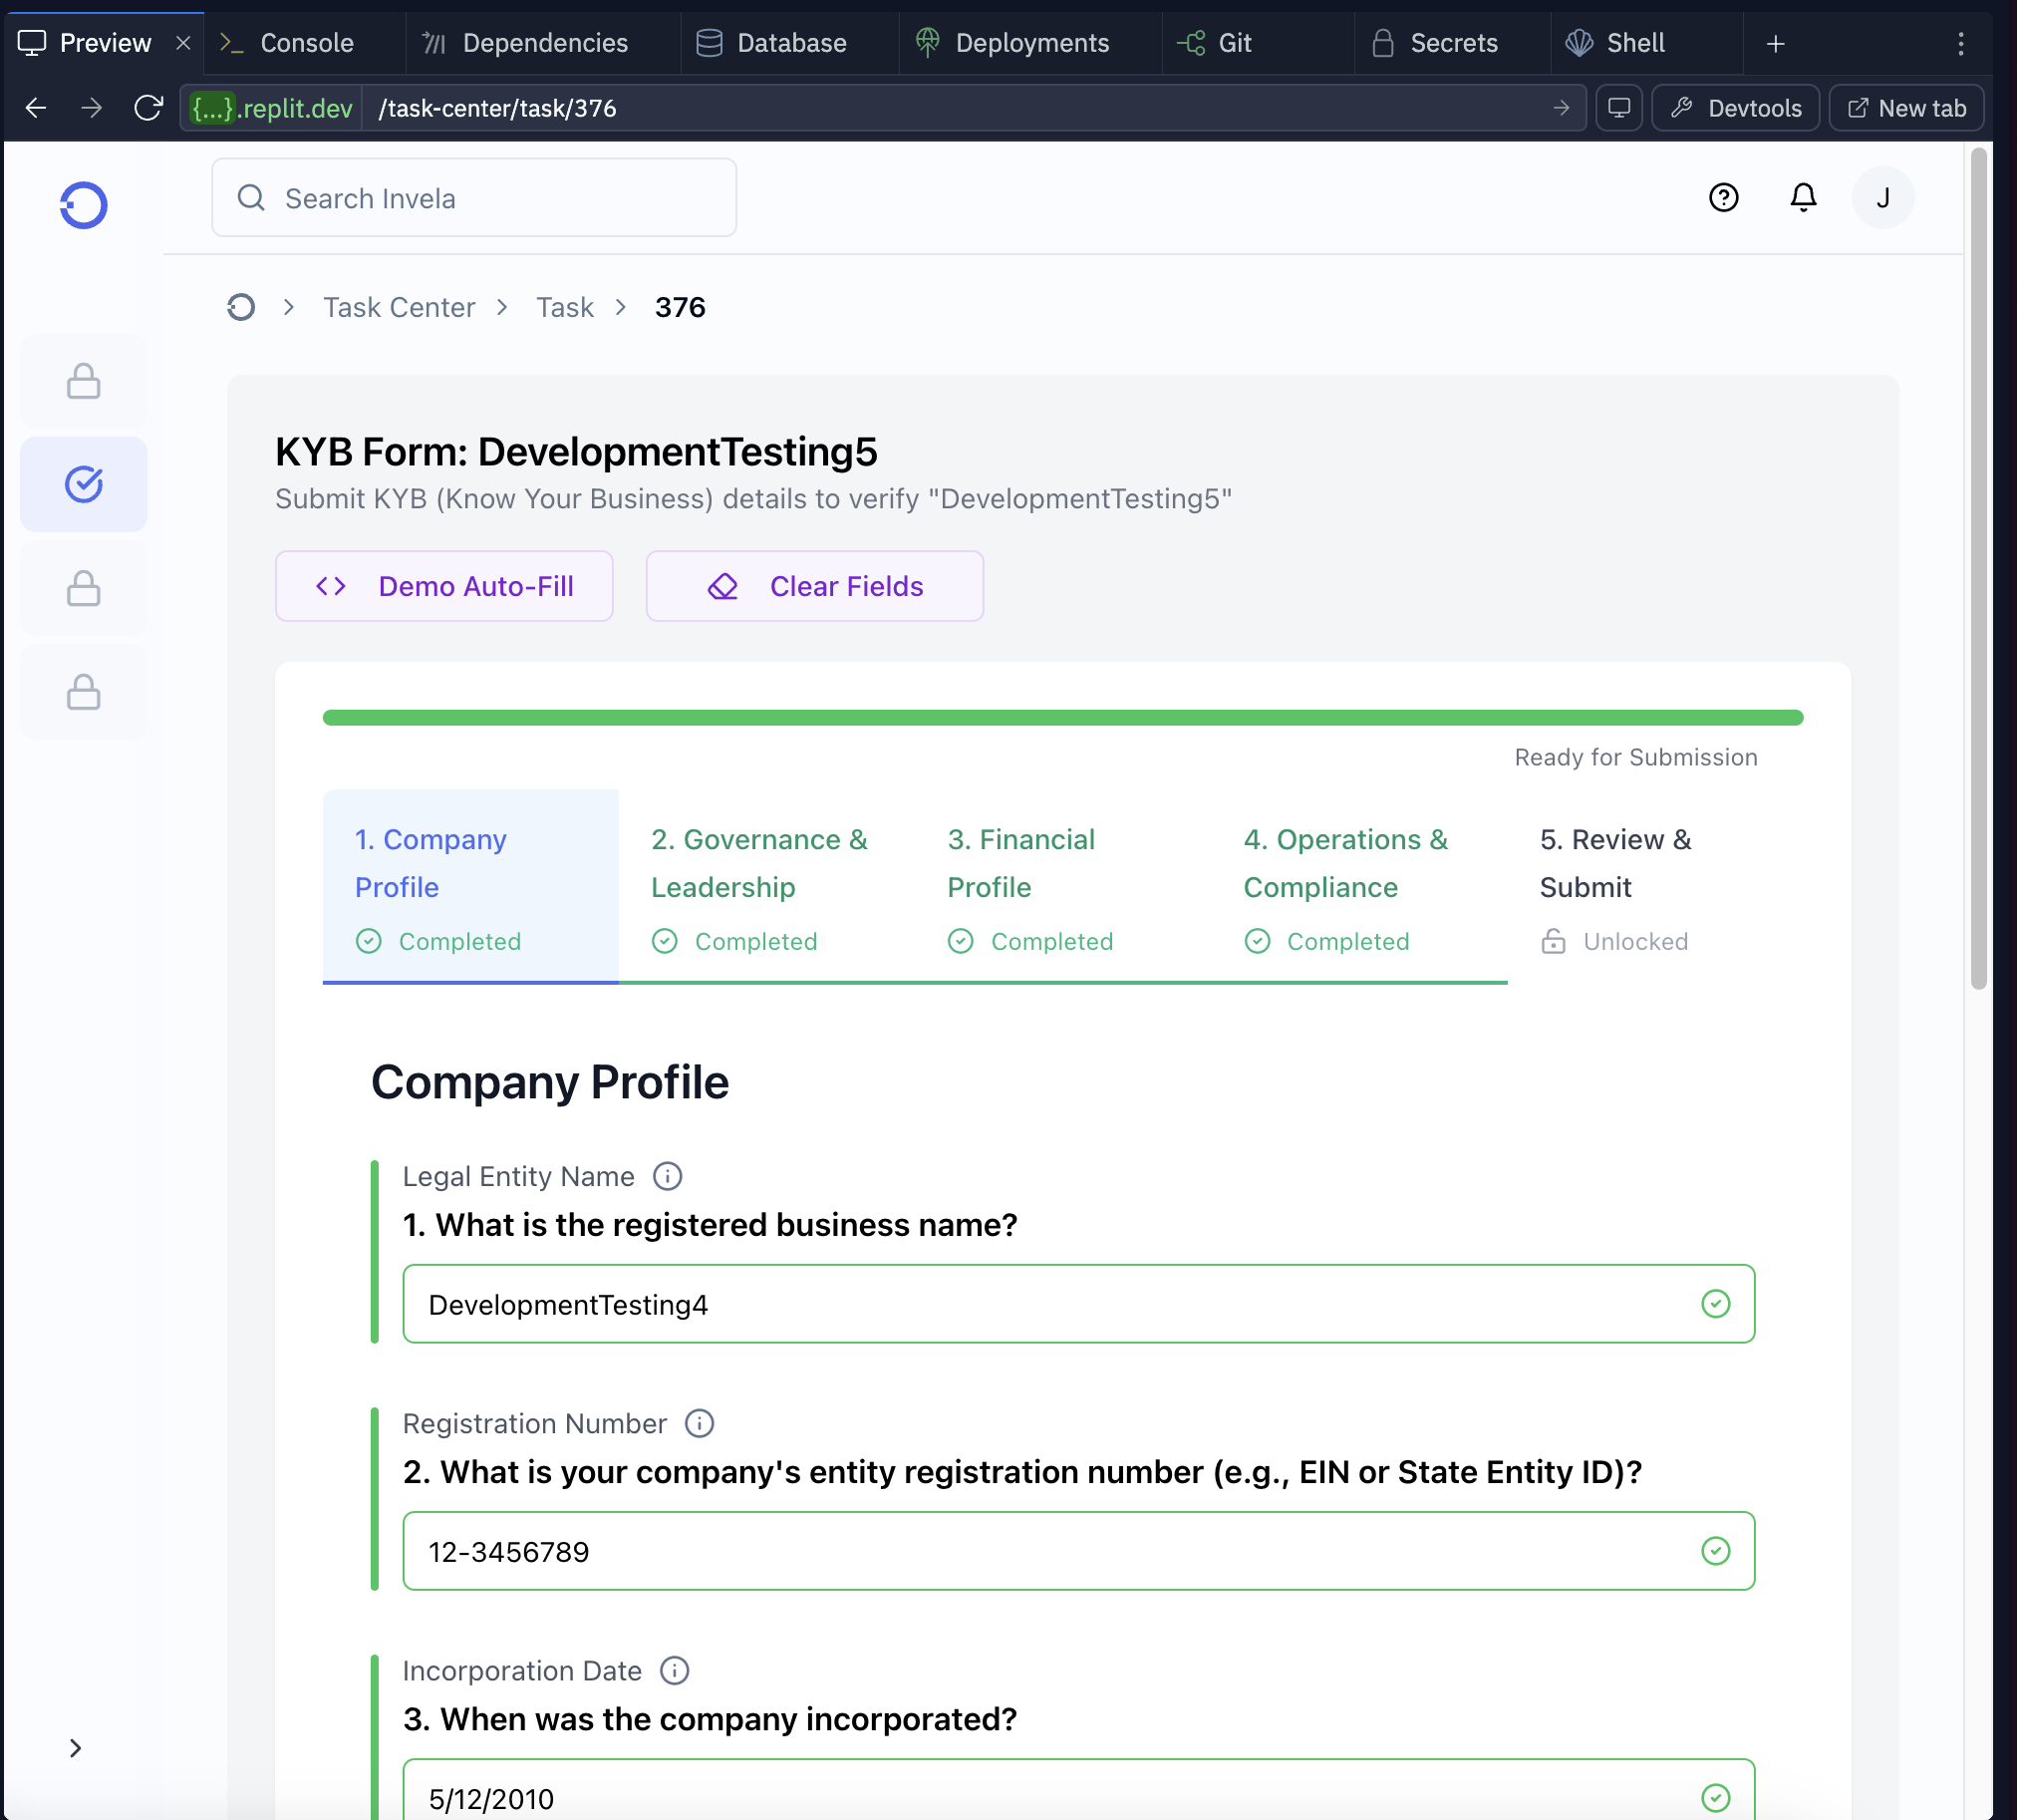 Preview
Console
Dependencies
Database
Deployments
Git
Secrets
Shell
{...}.replit.dev
/task-center/task/376
Devtools
New tab
Search Invela
J
Task Center
Task
376
KYB Form: DevelopmentTesting5
Submit KYB (Know Your Business) details to verify "DevelopmentTesting5"
Demo Auto-Fill
Clear Fields
Ready for Submission
1. Company
Profile
Completed
2. Governance &
Leadership
Completed
3. Financial
Profile
Completed
4. Operations &
Compliance
Completed
5. Review &
Submit
Unlocked
Company Profile
Legal Entity Name
1. What is the registered business name?
DevelopmentTesting4
Registration Number
2. What is your company's entity registration number (e.g., EIN or State Entity ID)?
12-3456789
Incorporation Date
3. When was the company incorporated?
5/12/2010